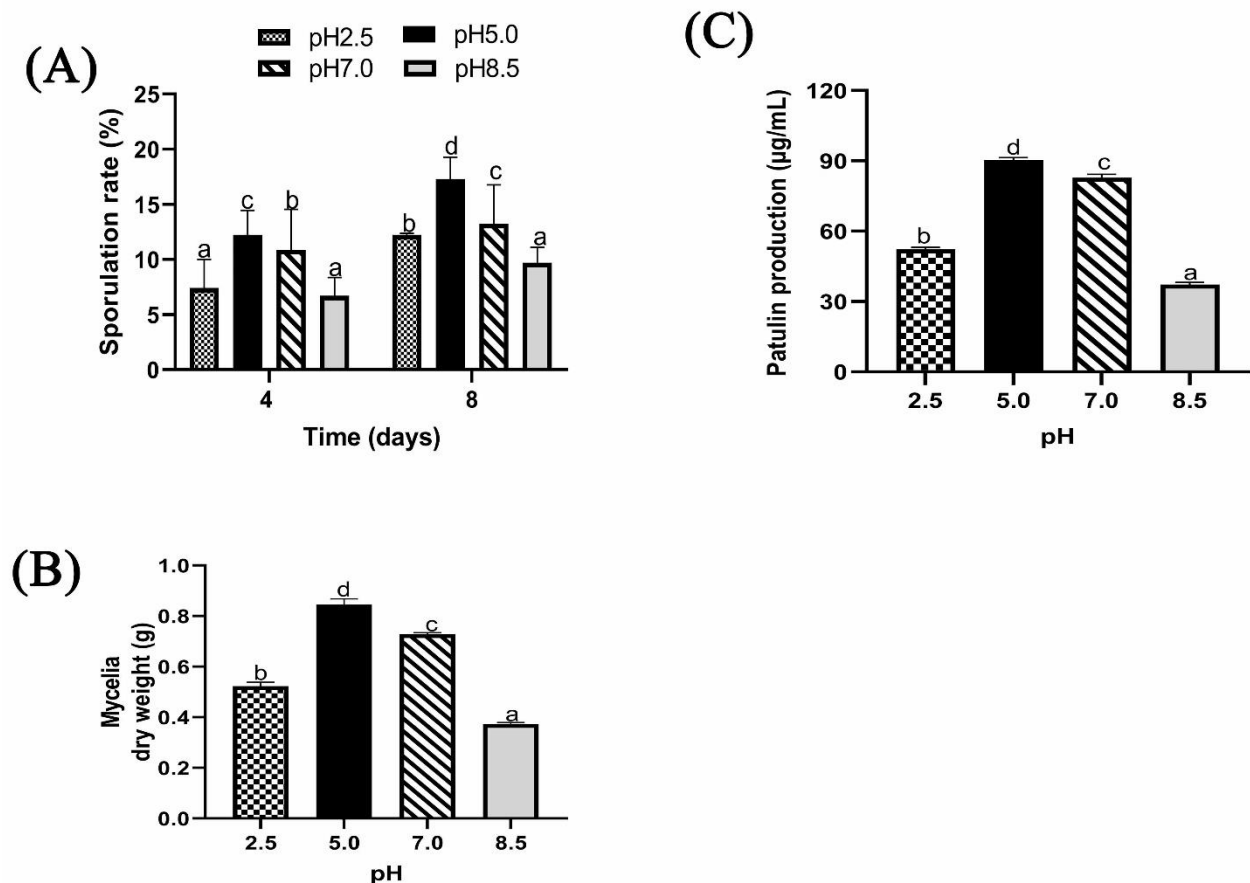 (A)
pH2.5 pH5.0
pH7.0 pH8.5
Sporulation rate (%)
25
20
15
10
5
0
a c b a b d c a
4 8
Time (days)
(C)
Patulin production (µg/mL)
120
90
60
30
0
b d c a
2.5 5.0 7.0 8.5
pH
(B)
Mycelia
dry weight (g)
1.0
0.8
0.6
0.4
0.2
0.0
b d c a
2.5 5.0 7.0 8.5
pH